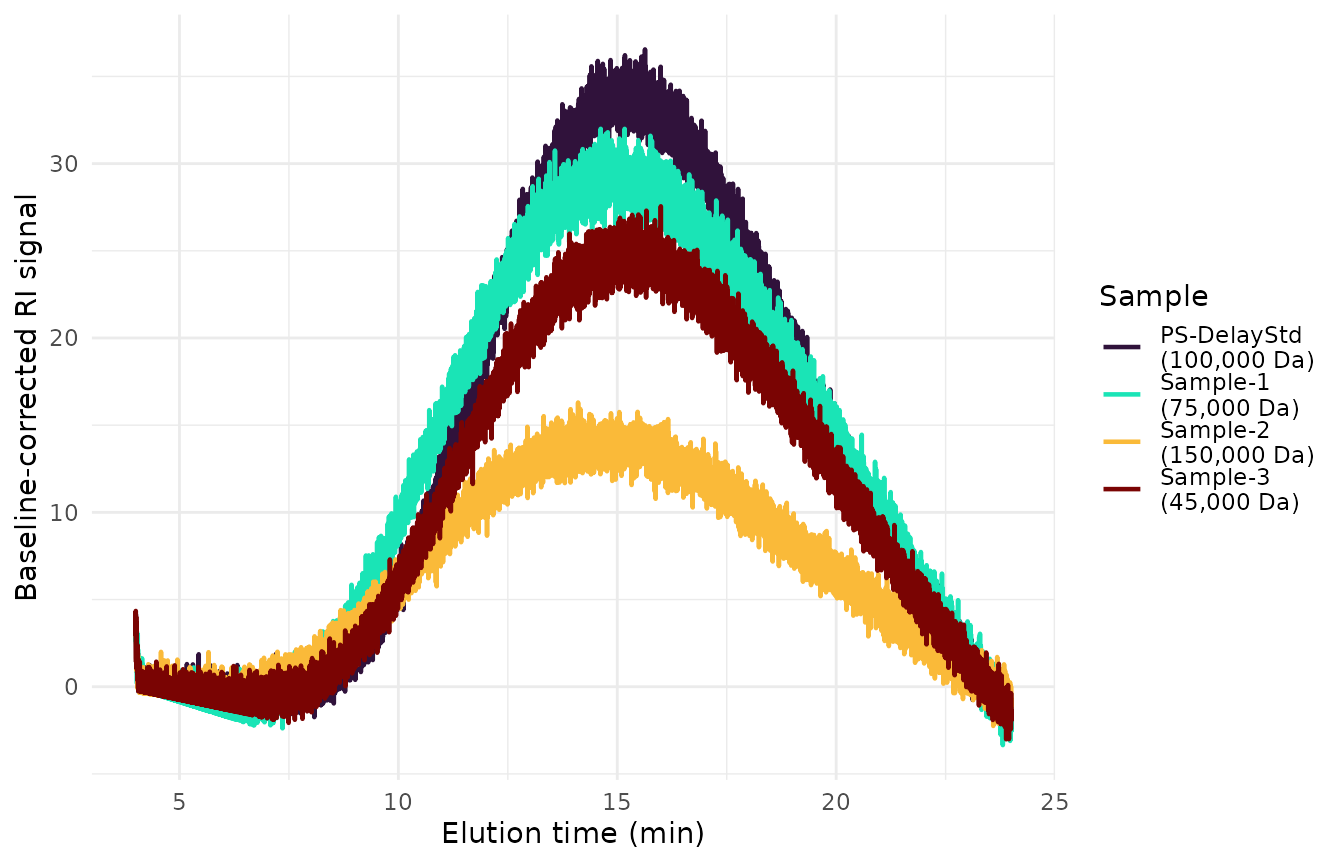 Baseline-corrected RI signal
30
20
10
0
5
10
15
20
25
Elution time (min)
Sample
PS-DelayStd
(100,000 Da)
Sample-1
(75,000 Da)
Sample-2
(150,000 Da)
Sample-3
(45,000 Da)